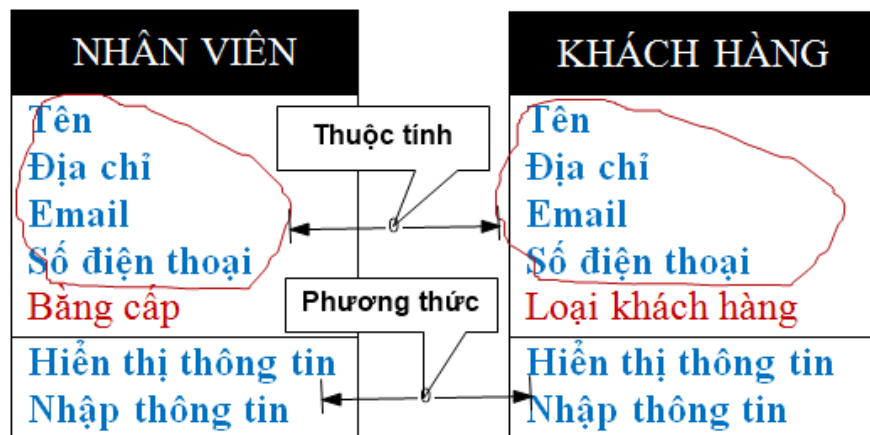 NHÂN VIÊN
Tên
Địa chỉ
Email
Số điện thoại
Bằng cấp
Hiển thị thông tin
Nhập thông tin
Thuộc tính
Phương thức
KHÁCH HÀNG
Tên
Địa chỉ
Email
Số điện thoại
Loại khách hàng
Hiển thị thông tin
Nhập thông tin